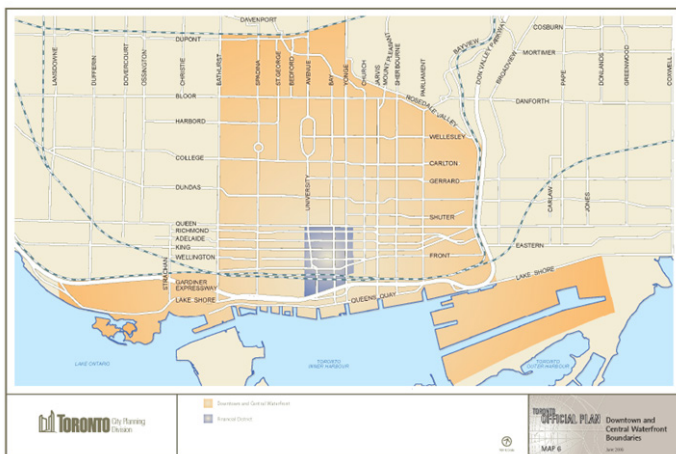 DAVENPORT
COSBURN
DUPONT
MORTIMER
LANSDOWNE
DUFFERIN
DOVERCOURT
OSSINGTON
CHRISTIE
BATHURST
SPADINA
ST.GEORGE
BEDFORD
AVENUE
BAY
YONGE
CHURCH
JARVIS
MOUNT PLEASANT
SHERBOURNE
PARLIAMENT
BAYVIEW
DON VALLEY PARKWAY
BROADVIEW
PAPE
DONLANDS
GREENWOOD
COXWELL
BLOOR
ROSEDALE VALLEY
DANFORTH
HARBORD
WELLESLEY
COLLEGE
CARLTON
GERRARD
DUNDAS
UNIVERSITY
CARLAW
JONES
SHUTER
QUEEN
RICHMOND
ADELAIDE
KING
WELLINGTON
FRONT
EASTERN
STRACHAN
GARDINER
EXPRESSWAY
LAKE SHORE
QUEENS QUAY
LAKE SHORE
LAKE ONTARIO
TORONTO
INNER HARBOUR
TORONTO
OUTER HARBOUR
TORONTO City Planning
Division
Downtown and Central Waterfront
Financial District
TORONTO
OFFICIAL PLAN
MAP 6
Downtown and
Central Waterfront
Boundaries